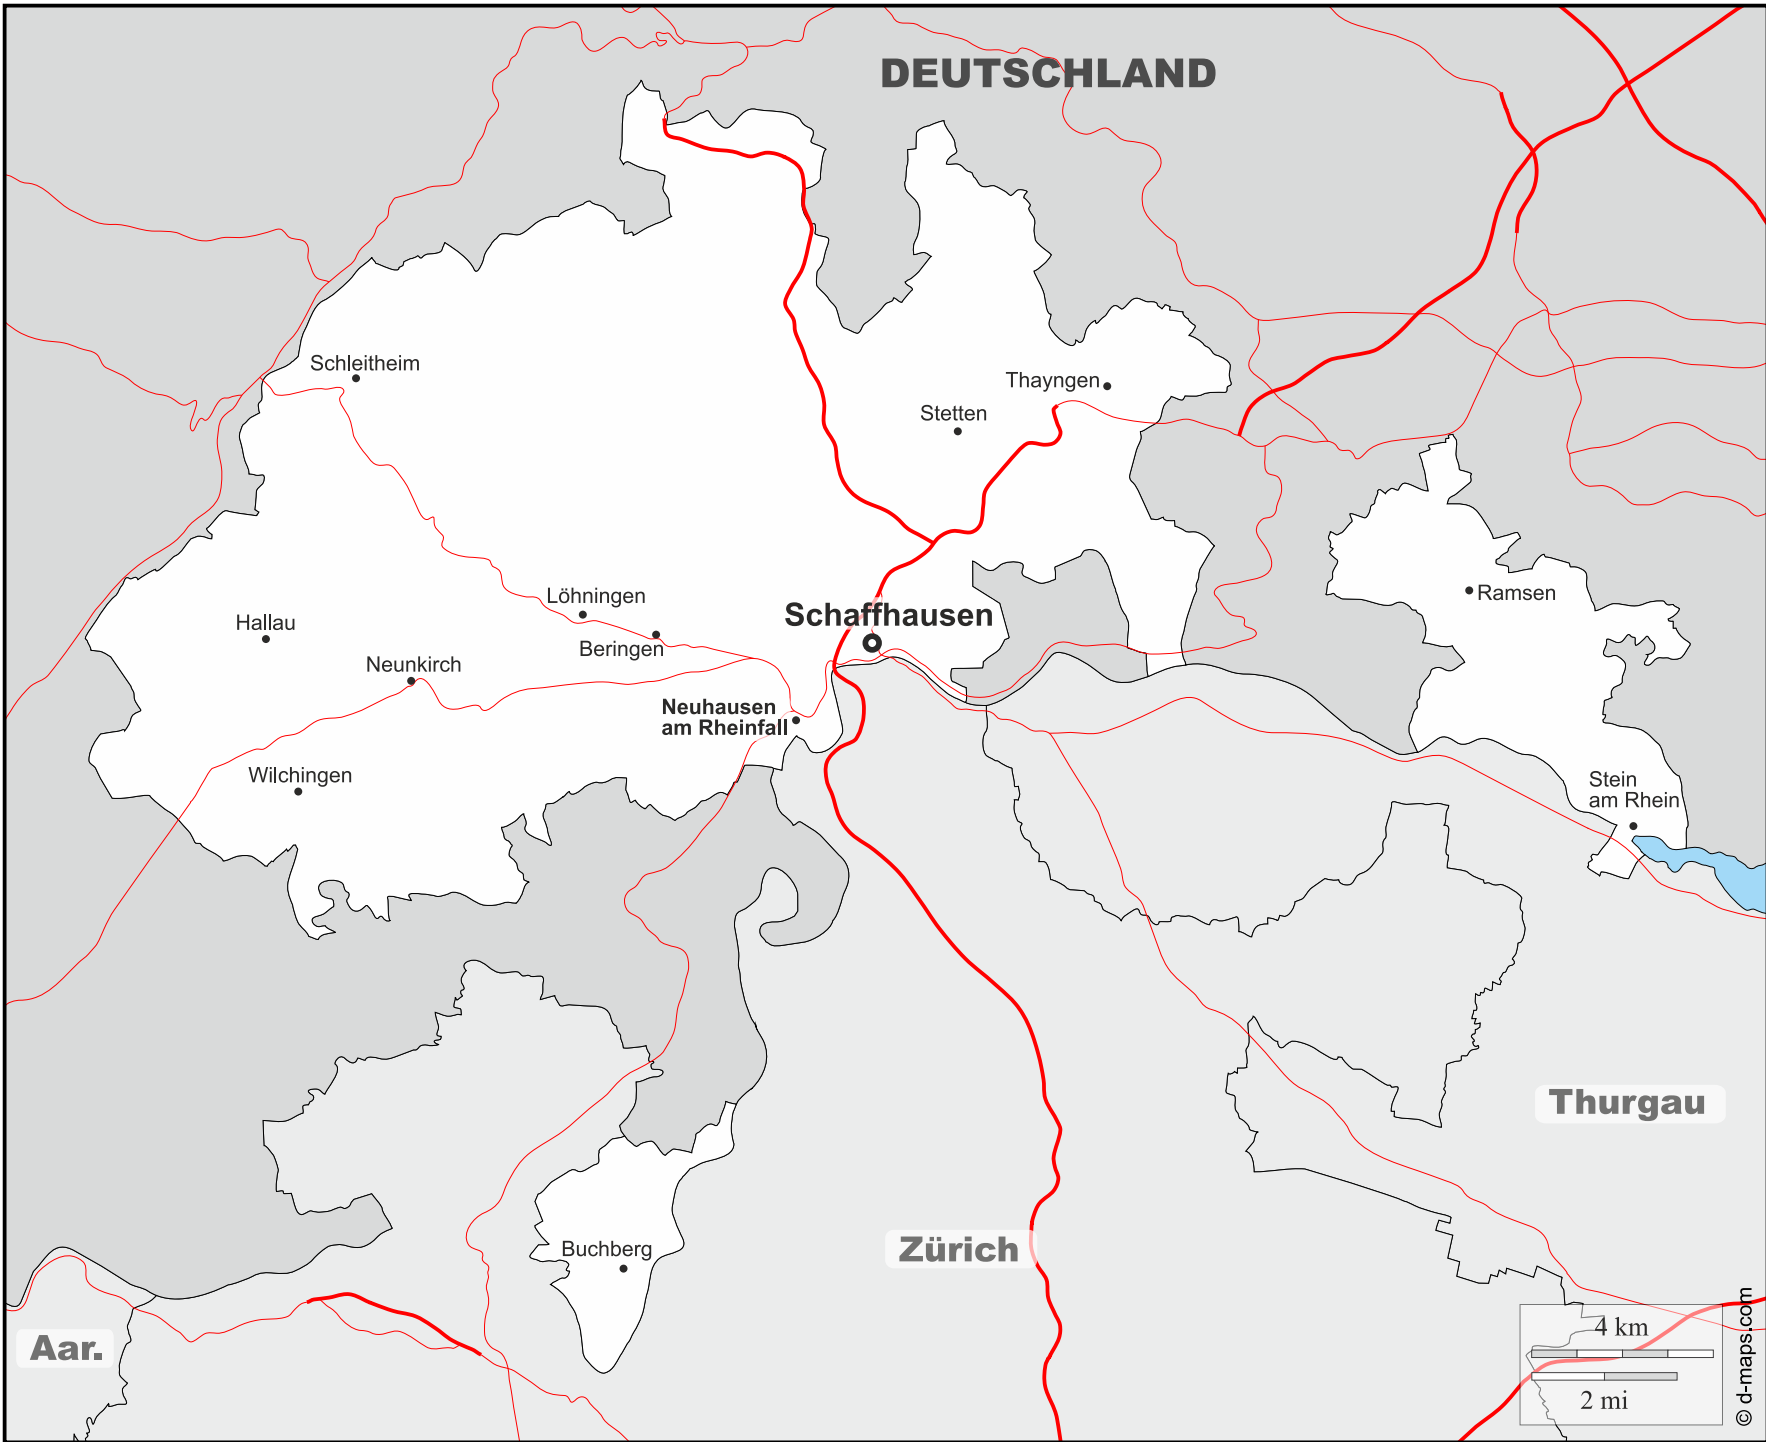 DEUTSCHLAND
Schleitheim
Thayngen
Stetten
Löhningen
Ramsen
Schaffhausen
Hallau
Beringen
Neunkirch
Neuhausen
am Rheinfall
Wilchingen
Stein
am Rhein
Thurgau
Buchberg
Zürich
Aar.
4 km
2 mi
© d-maps.com